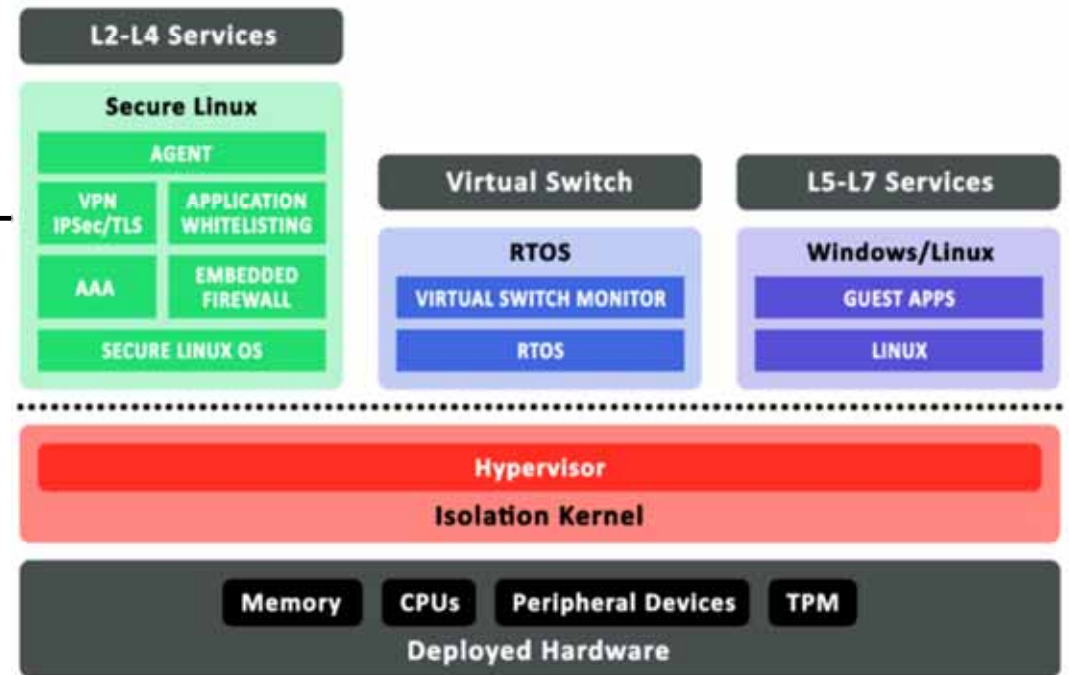 L2-L4 Services
Secure Linux
AGENT
VPN
IPSec/TLS
APPLICATION
WHITELISTING
AAA
EMBEDDED
FIREWALL
SECURE LINUX OS
Virtual Switch
RTOS
VIRTUAL SWITCH MONITOR
RTOS
L5-L7 Services
Windows/Linux
GUEST APPS
LINUX
Hypervisor
Isolation Kernel
Memory
CPUs
Peripheral Devices
TPM
Deployed Hardware